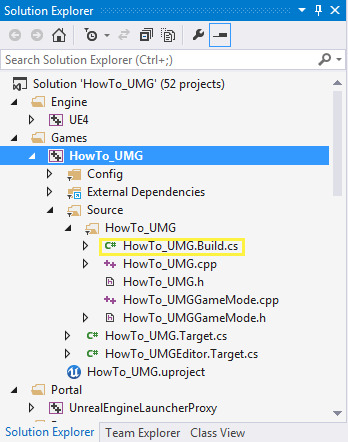 Solution Explorer
Search Solution Explorer (Ctrl+;)
Solution 'HowTo_UMG' (52 projects)
Engine
UE4
Games
HowTo_UMG
Config
External Dependencies
Source
HowTo_UMG
C# HowTo_UMG.Build.cs
HowTo_UMG.cpp
HowTo_UMG.h
HowTo_UMGGameMode.cpp
HowTo_UMGGameMode.h
C# HowTo_UMG.Target.cs
C# HowTo_UMGEditor.Target.cs
HowTo_UMG.uproject
Portal
UnrealEngineLauncherProxy
Solution Explorer Team Explorer Class View